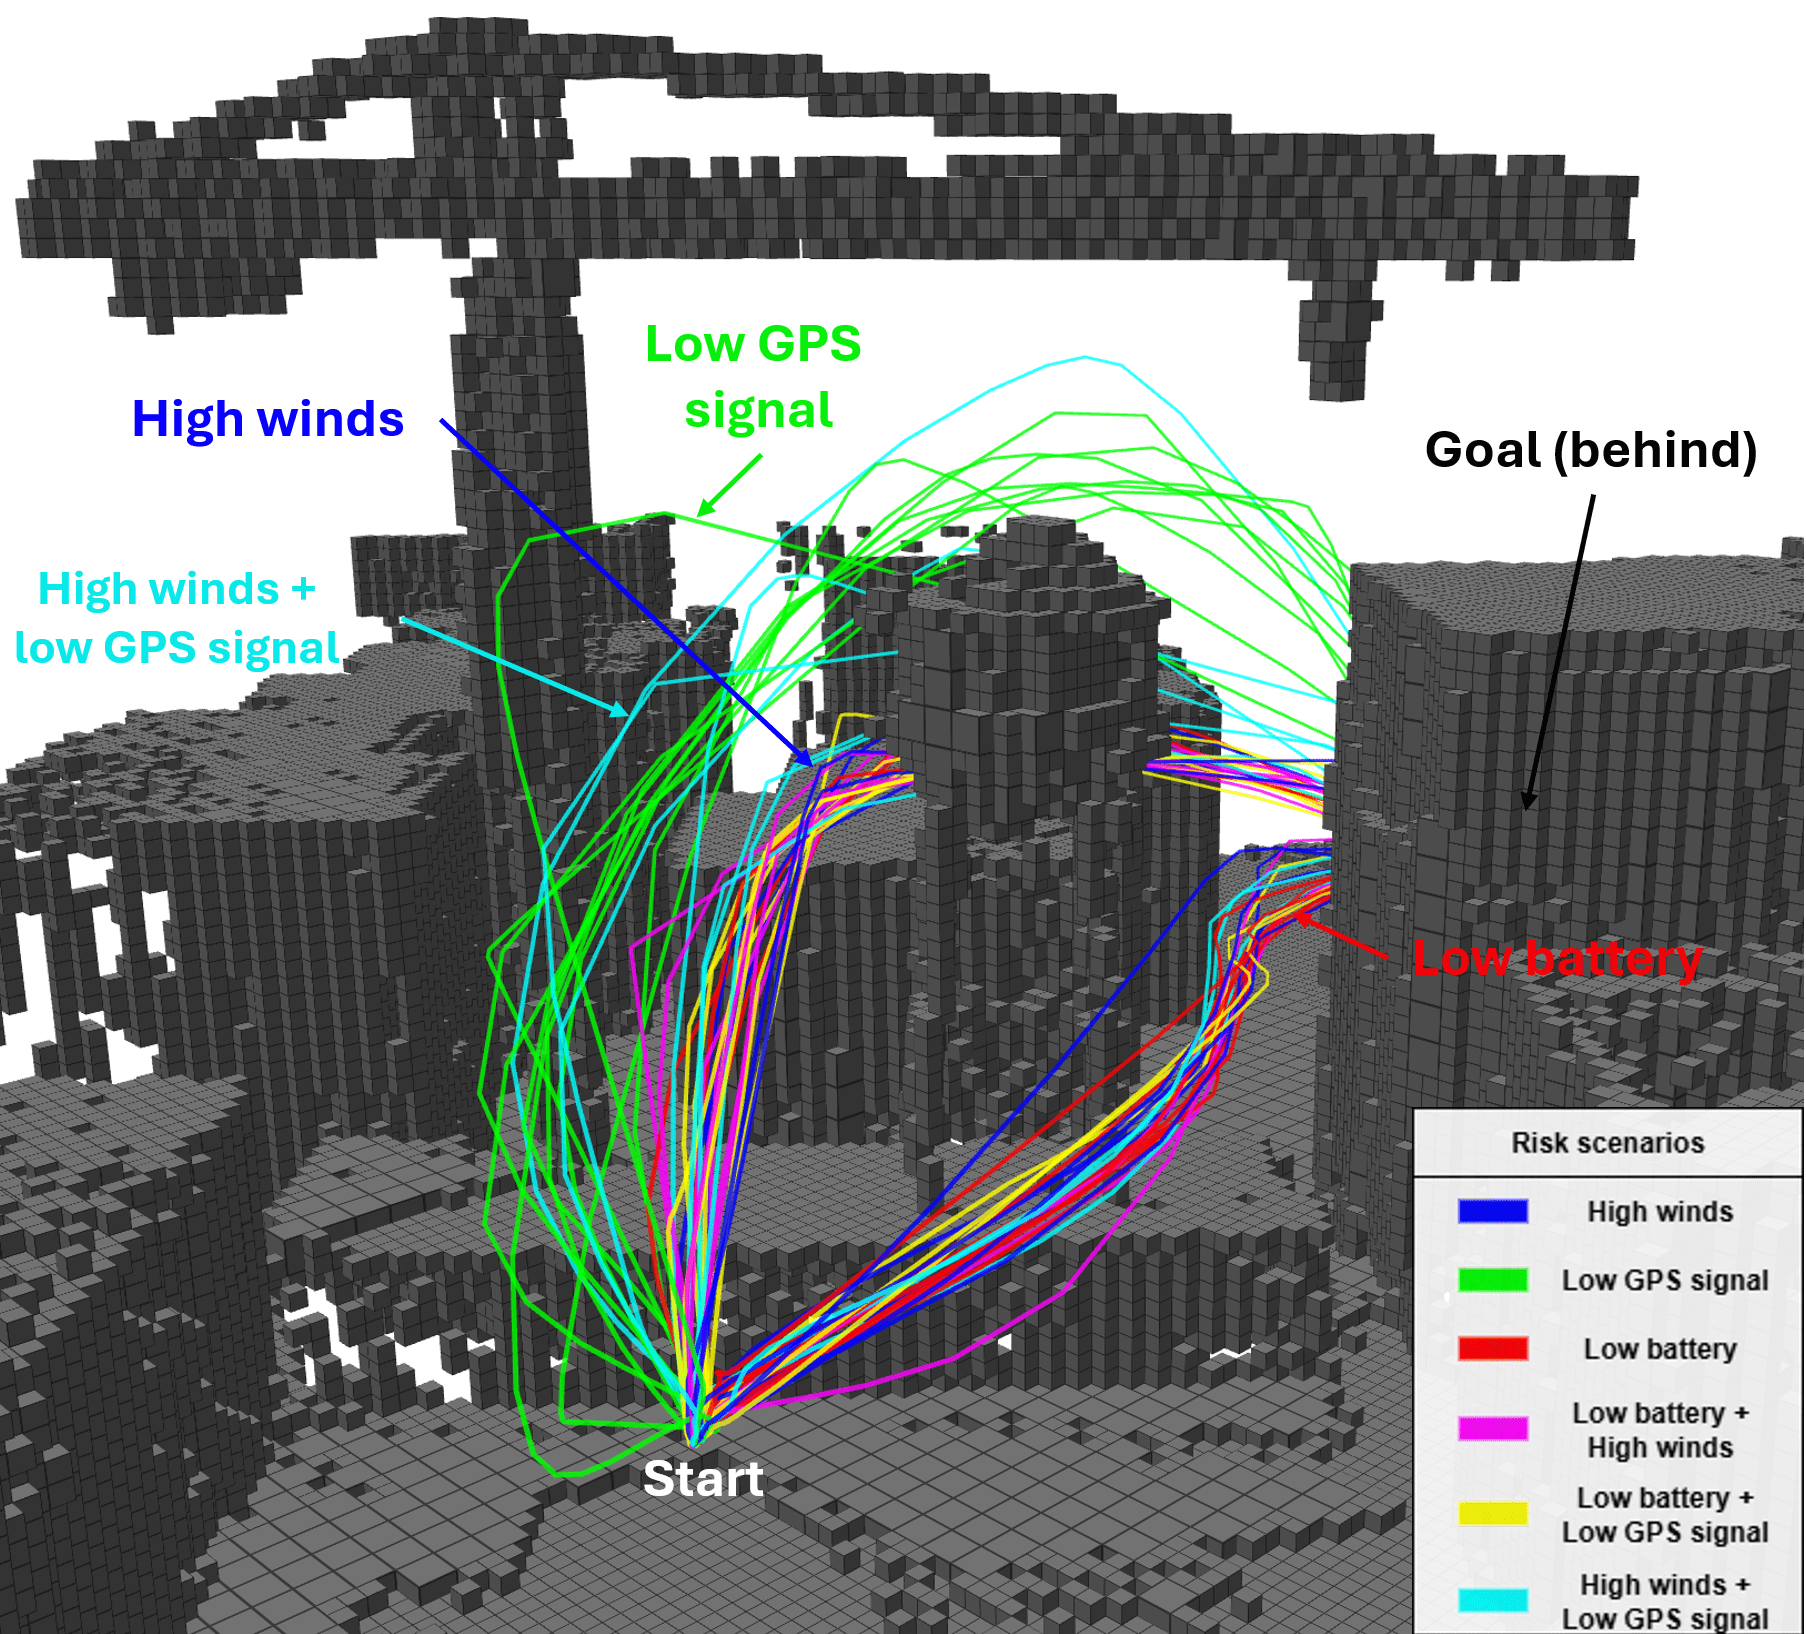 Low GPS
signal
High winds
Goal (behind)
High winds +
low GPS signal
Low battery
Start
Risk scenarios
High winds
Low GPS signal
Low battery
Low battery +
High winds
Low battery +
Low GPS signal
High winds +
Low GPS signal